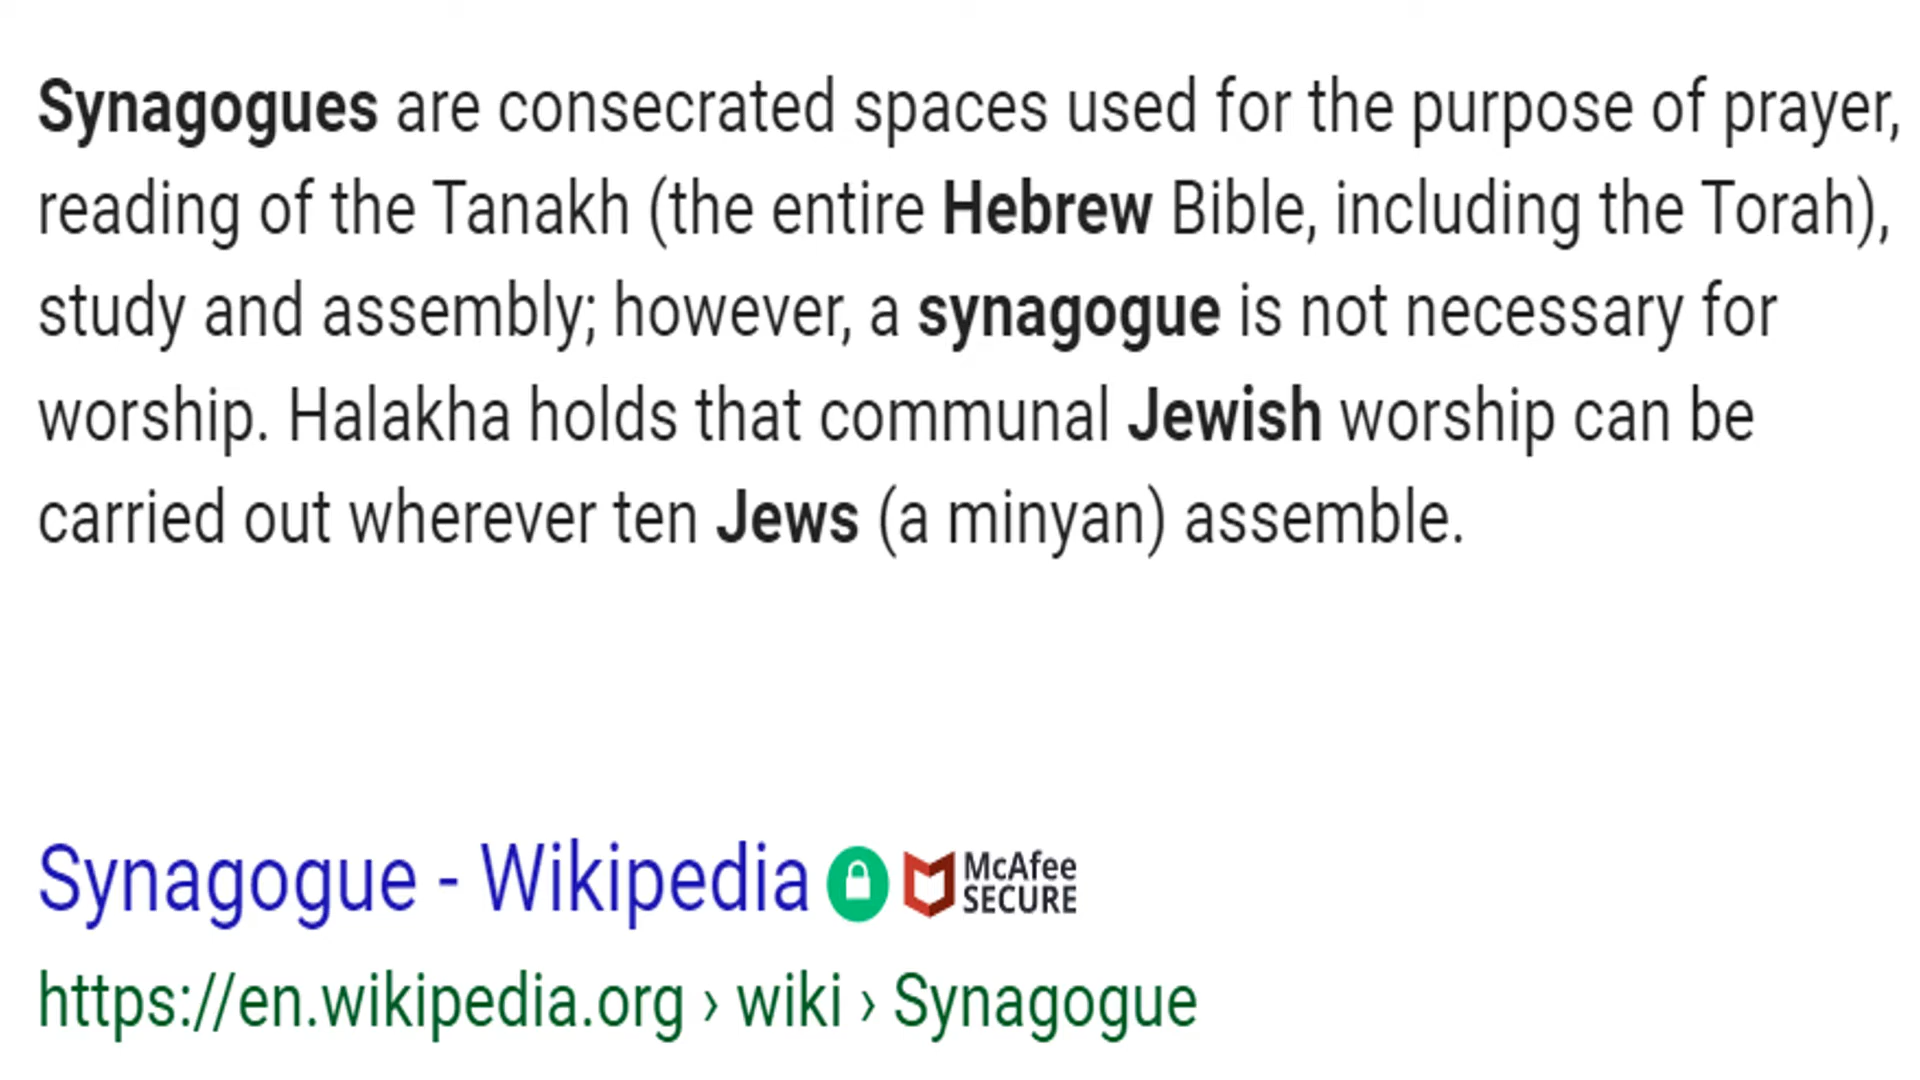 Synagogues are consecrated spaces used for the purpose of prayer,
reading of the Tanakh (the entire Hebrew Bible, including the Torah),
study and assembly; however, a synagogue is not necessary for
worship. Halakha holds that communal Jewish worship can be
carried out wherever ten Jews (a minyan) assemble.
Synagogue - Wikipedia McAfee SECURE
https://en.wikipedia.org › wiki › Synagogue